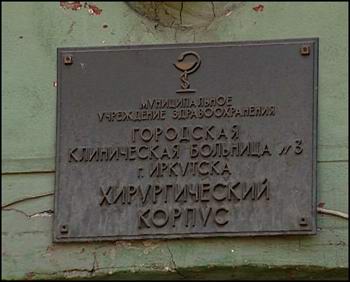 МУНИЦИПАЛЬНОЕ
УЧРЕЖДЕНИЕ ЗДРАВООХРАНЕНИЯ
ГОРОДСКАЯ
КЛИНИЧЕСКАЯ БОЛЬНИЦА №3
г. ИРКУТСКА
ХИРУРГИЧЕСКИЙ
КОРПУС